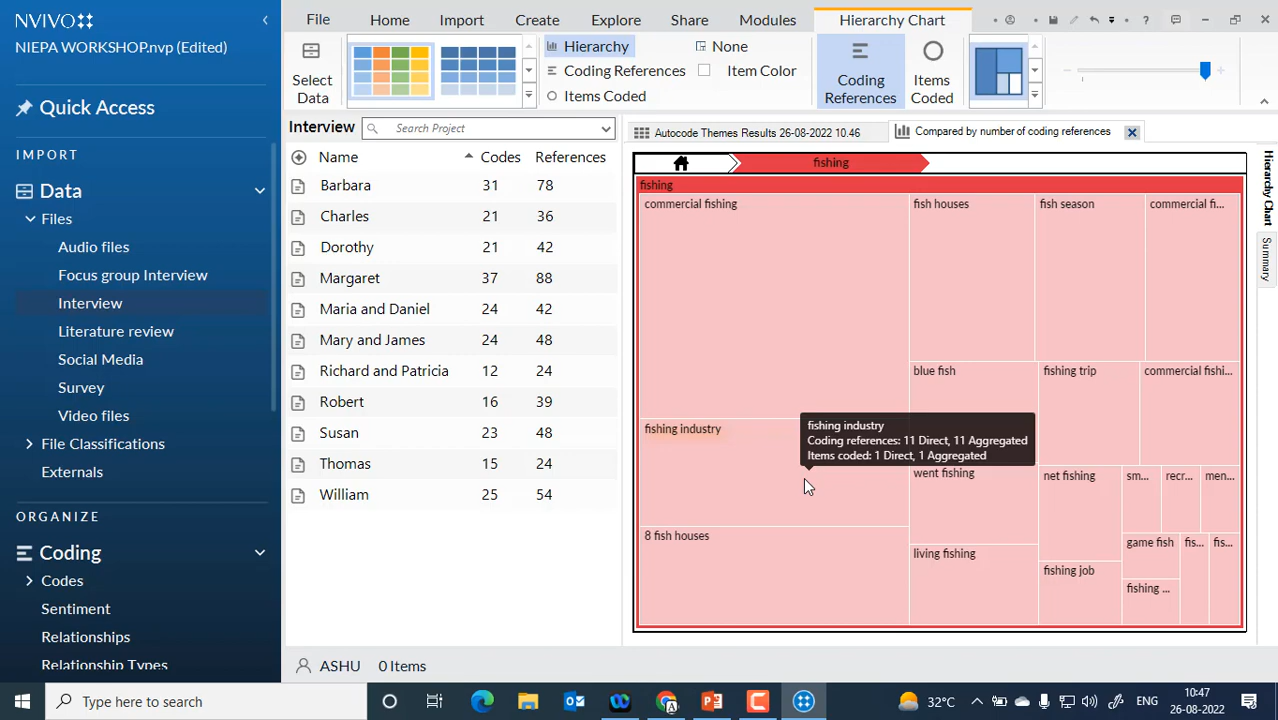 NVIVO
NIEPA WORKSHOP.nvp (Edited)
Quick Access
IMPORT
Data
Files
Audio files
Focus group Interview
Interview
Literature review
Social Media
Survey
Video files
File Classifications
Externals
ORGANIZE
Coding
Codes
Sentiment
Relationships
Relationship Types
File Home Import Create Explore Share Modules Hierarchy Chart
Select Data
Hierarchy
Coding References
Items Coded
None
Item Color
Coding References
Items Coded
Interview
Search Project
Name Codes References
Barbara 31 78
Charles 21 36
Dorothy 21 42
Margaret 37 88
Maria and Daniel 24 42
Mary and James 24 48
Richard and Patricia 12 24
Robert 16 39
Susan 23 48
Thomas 15 24
William 25 54
Autocode Themes Results 26-08-2022 10.46
Compared by number of coding references
fishing
fishing
commercial fishing
fish houses
fish season
commercial fi...
blue fish
fishing trip
commercial fishi...
fishing industry
fishing industry
Coding references: 11 Direct, 11 Aggregated
Items coded: 1 Direct, 1 Aggregated
went fishing
net fishing
sm...
recr...
men...
8 fish houses
living fishing
game fish
fis...
fis...
fishing job
fishing ...
Hierarchy Chart
Summary
ASHU 0 Items
Type here to search
32°C
ENG
10:47
26-08-2022